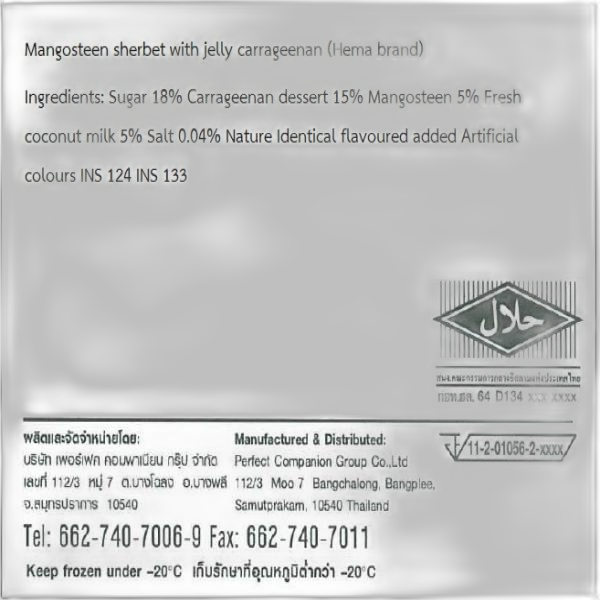 Mangosteen sherbet with jelly carrageenan (Hema brand)
Ingredients: Sugar 18% Carrageenan dessert 15% Mangosteen 5% Fresh
coconut milk 5% Salt 0.04% Nature Identical flavoured added Artificial
colours INS 124 INS 133
حلال
กอท.ฮล. 64 D134 xxx xxxx
ผลิตและจัดจำหน่ายโดย:
บริษัท เพอร์เฟค คอมพาเนียน กรุ๊ป จำกัด
เลขที่ 112/3 หมู่ 7 ต.บางโฉลง อ.บางพลี
จ.สมุทรปราการ 10540
Manufactured & Distributed:
Perfect Companion Group Co.,Ltd
112/3 Moo 7 Bangchalong, Bangplee,
Samutprakarn, 10540 Thailand
11-2-01056-2-xxxx
Tel: 662-740-7006-9 Fax: 662-740-7011
Keep frozen under -20°C เก็บรักษาที่อุณหภูมิต่ำกว่า -20°C